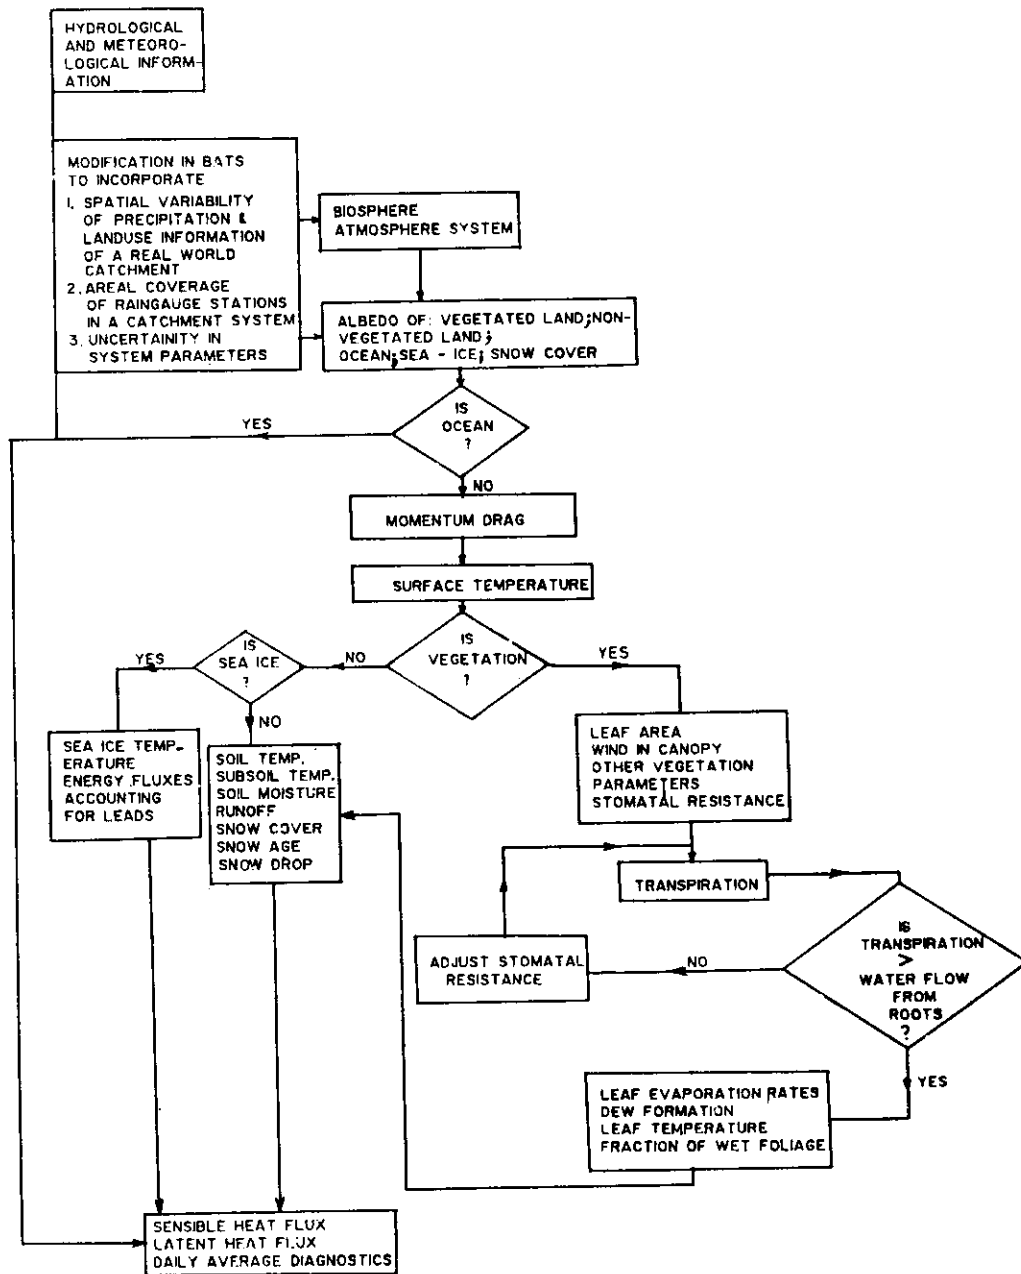 HYDROLOGICAL
AND METEORO-
LOGICAL INFORM-
ATION
MODIFICATION IN BATS
TO INCORPORATE
1. SPATIAL VARIABILITY
OF PRECIPITATION &
LANDUSE INFORMATION
OF A REAL WORLD
CATCHMENT
2. AREAL COVERAGE
OF RAINGAUGE STATIONS
IN A CATCHMENT SYSTEM
3. UNCERTAINITY IN
SYSTEM PARAMETERS
BIOSPHERE
ATMOSPHERE SYSTEM
ALBEDO OF: VEGETATED LAND;NON-
VEGETATED LAND;
OCEAN;SEA - ICE; SNOW COVER
IS
OCEAN
?
YES
NO
MOMENTUM DRAG
SURFACE TEMPERATURE
IS
VEGETATION
?
NO
YES
IS
SEA ICE
?
YES
NO
SEA ICE TEMP-
ERATURE
ENERGY FLUXES
ACCOUNTING
FOR LEADS
SOIL TEMP.
SUBSOIL TEMP.
SOIL MOISTURE
RUNOFF
SNOW COVER
SNOW AGE
SNOW DROP
LEAF AREA
WIND IN CANOPY
OTHER VEGETATION
PARAMETERS
STOMATAL RESISTANCE
TRANSPIRATION
IS
TRANSPIRATION
>
WATER FLOW
FROM
ROOTS
?
NO
YES
ADJUST STOMATAL
RESISTANCE
LEAF EVAPORATION RATES
DEW FORMATION
LEAF TEMPERATURE
FRACTION OF WET FOLIAGE
SENSIBLE HEAT FLUX
LATENT HEAT FLUX
DAILY AVERAGE DIAGNOSTICS